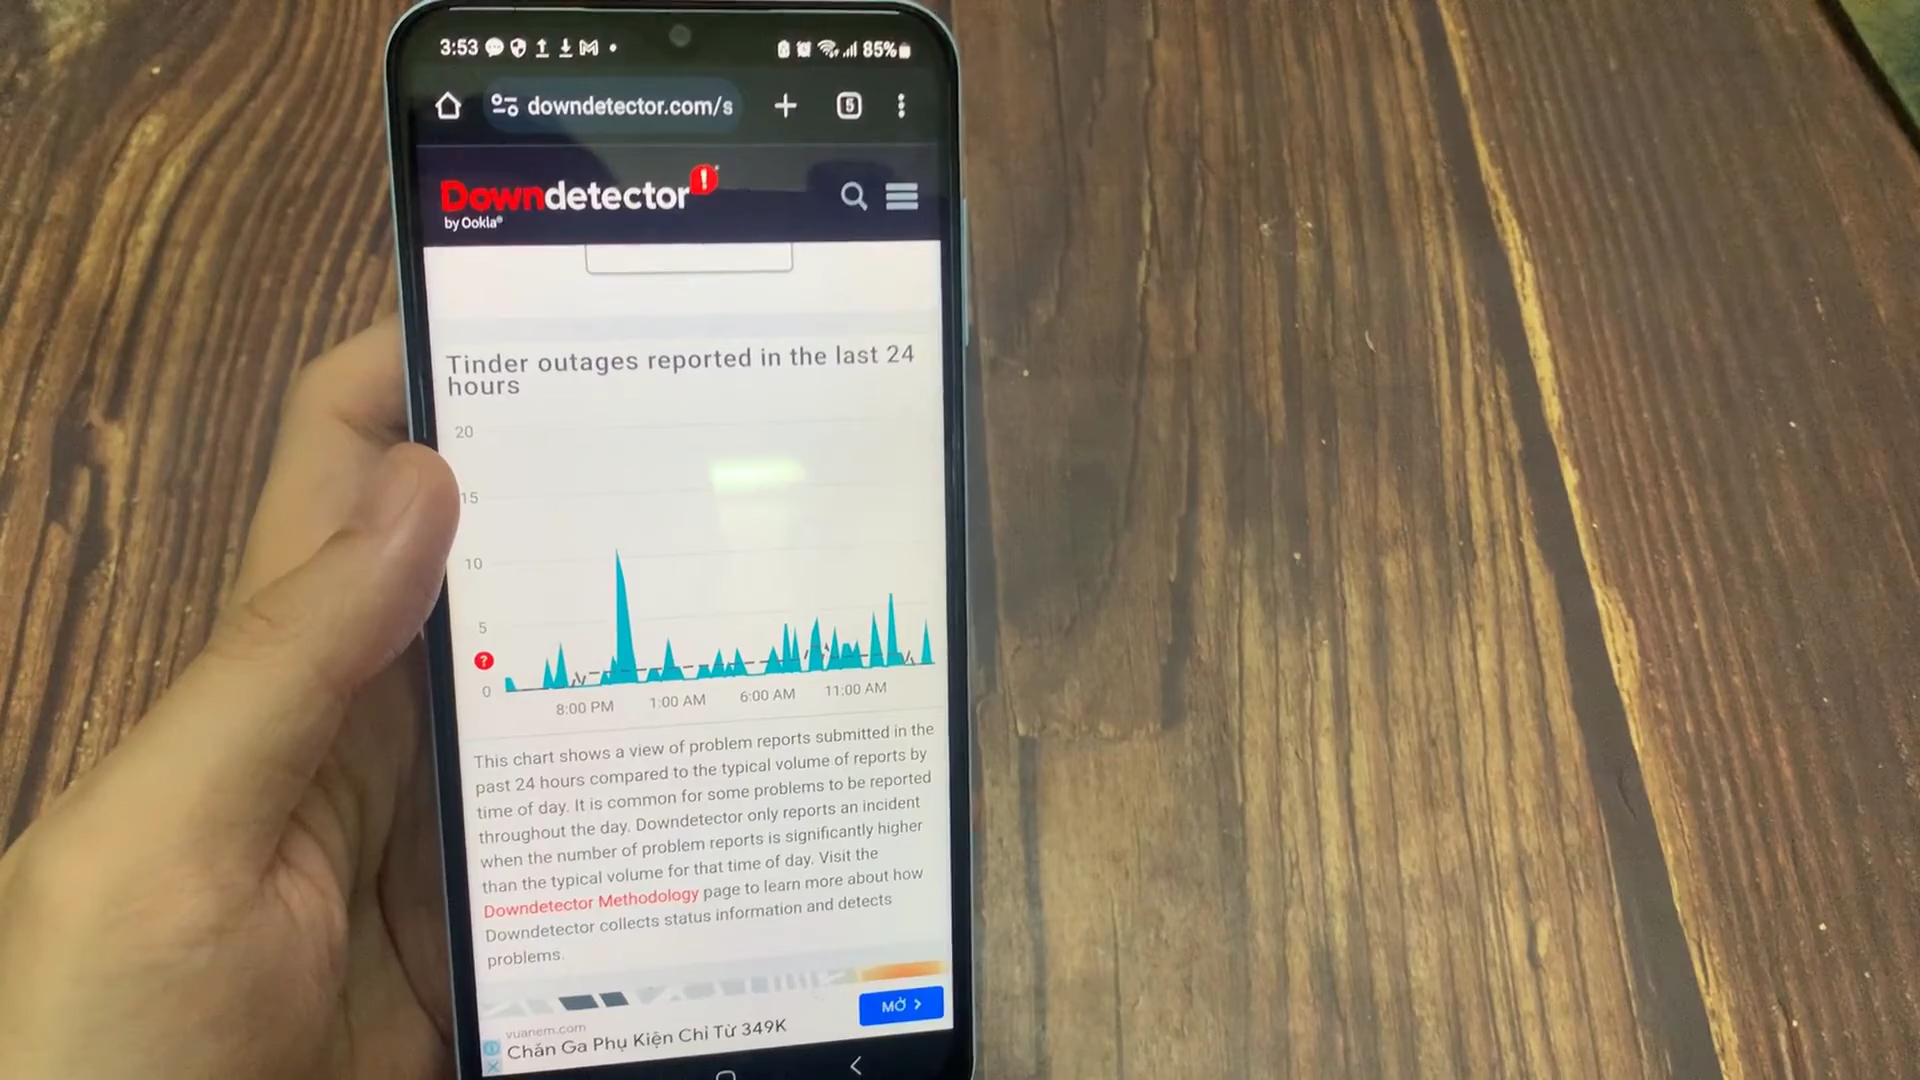 3:53
85%
downdetector.com/s
5
Downdetector
by Ookla®
Tinder outages reported in the last 24
hours
20
15
10
5
?
0
8:00 PM 1:00 AM 6:00 AM 11:00 AM
This chart shows a view of problem reports submitted in the
past 24 hours compared to the typical volume of reports by
time of day. It is common for some problems to be reported
throughout the day. Downdetector only reports an incident
when the number of problem reports is significantly higher
than the typical volume for that time of day. Visit the
Downdetector Methodology page to learn more about how
Downdetector collects status information and detects
problems.
vuanem.com
Chăn Ga Phụ Kiện Chỉ Từ 349K
MỞ >